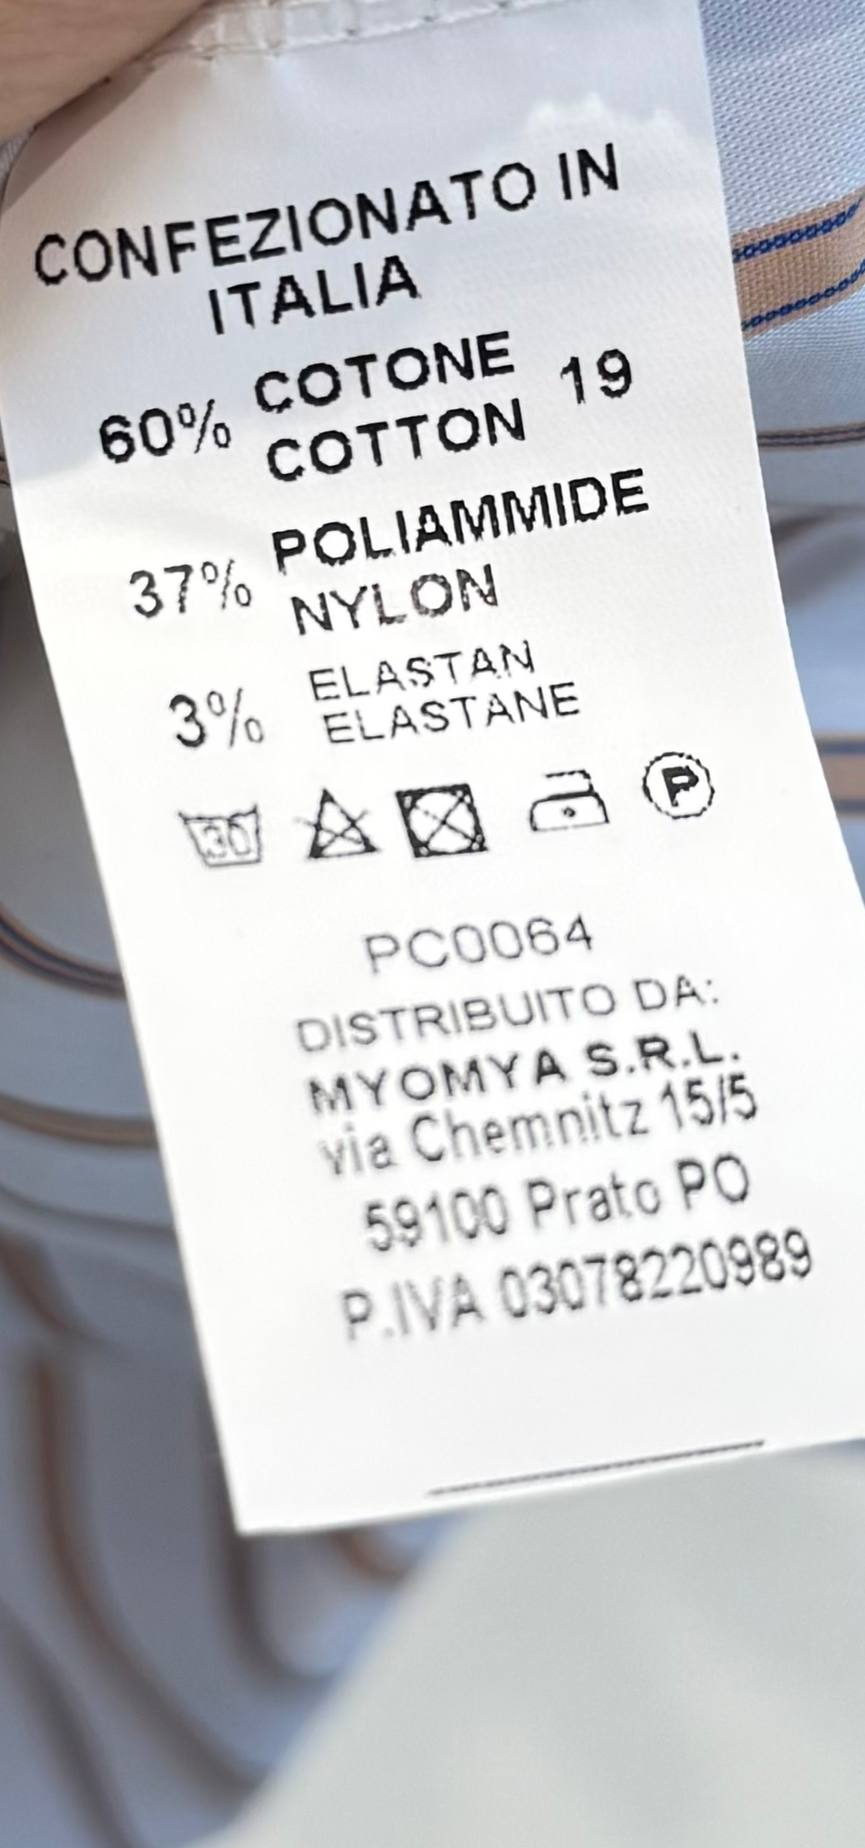 CONFEZIONATO IN
ITALIA
60% COTONE
COTTON 19
37% POLIAMMIDE
NYLON
3% ELASTAN
ELASTANE
30 P
PC0064
DISTRIBUITO DA:
MYOMYA S.R.L.
via Chemnitz 15/5
59100 Prato PO
P.IVA 03078220989